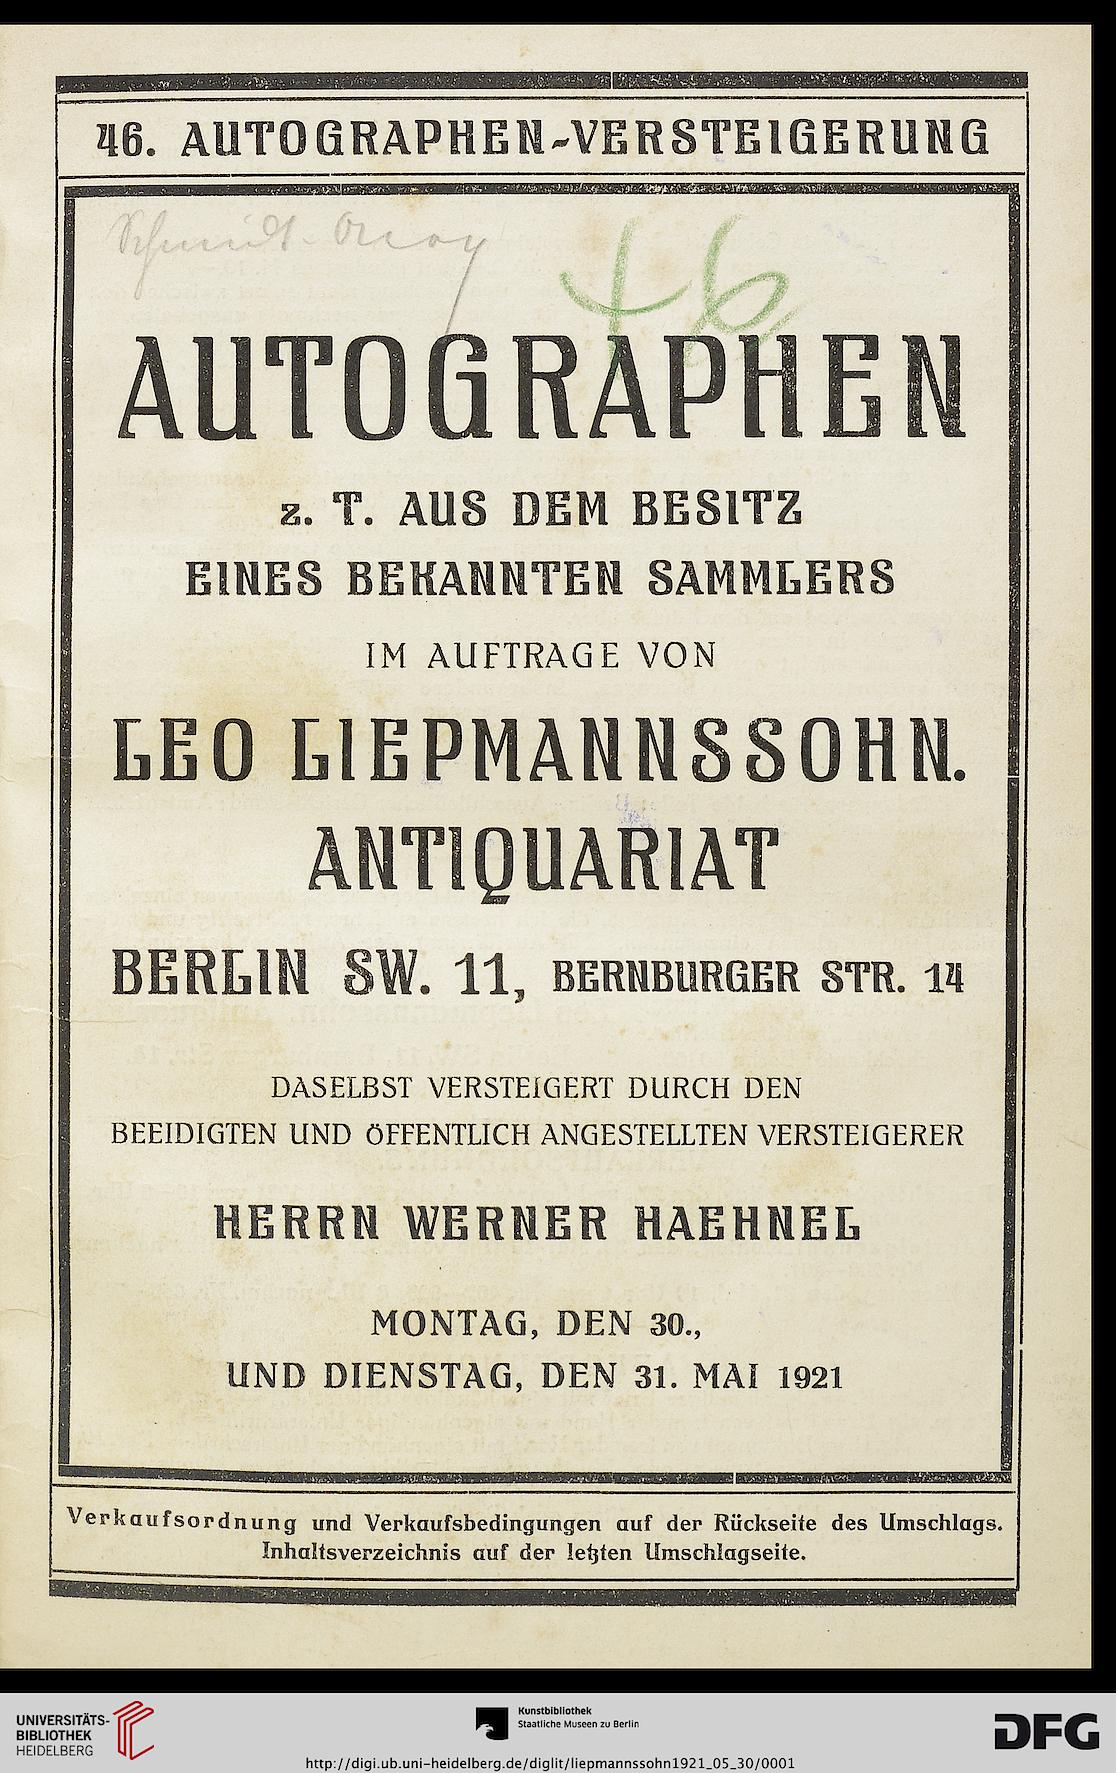 46. AUTOGRAPHEN-VERSTEIGERUNG
46
AUTOGRAPHEN
z. T. AUS DEM BESITZ
EINES BEKANNTEN SAMMLERS
IM AUFTRAGE VON
LEO LIEPMANNSSOHN.
ANTIQUARIAT
BERLIN SW. 11, BERNBURGER STR. 14
DASELBST VERSTEIGERT DURCH DEN
BEEIDIGTEN UND ÖFFENTLICH ANGESTELLTEN VERSTEIGERER
HERRN WERNER HAEHNEL
MONTAG, DEN 30.,
UND DIENSTAG, DEN 31. MAI 1921
Verkaufsordnung und Verkaufsbedingungen auf der Rückseite des Umschlags.
Inhaltsverzeichnis auf der letzten Umschlagseite.
UNIVERSITÄTS-
BIBLIOTHEK
HEIDELBERG
Kunstbibliothek
Staatliche Museen zu Berlin
DFG
http://digi.ub.uni-heidelberg.de/diglit/liepmannssohn1921_05_30/0001